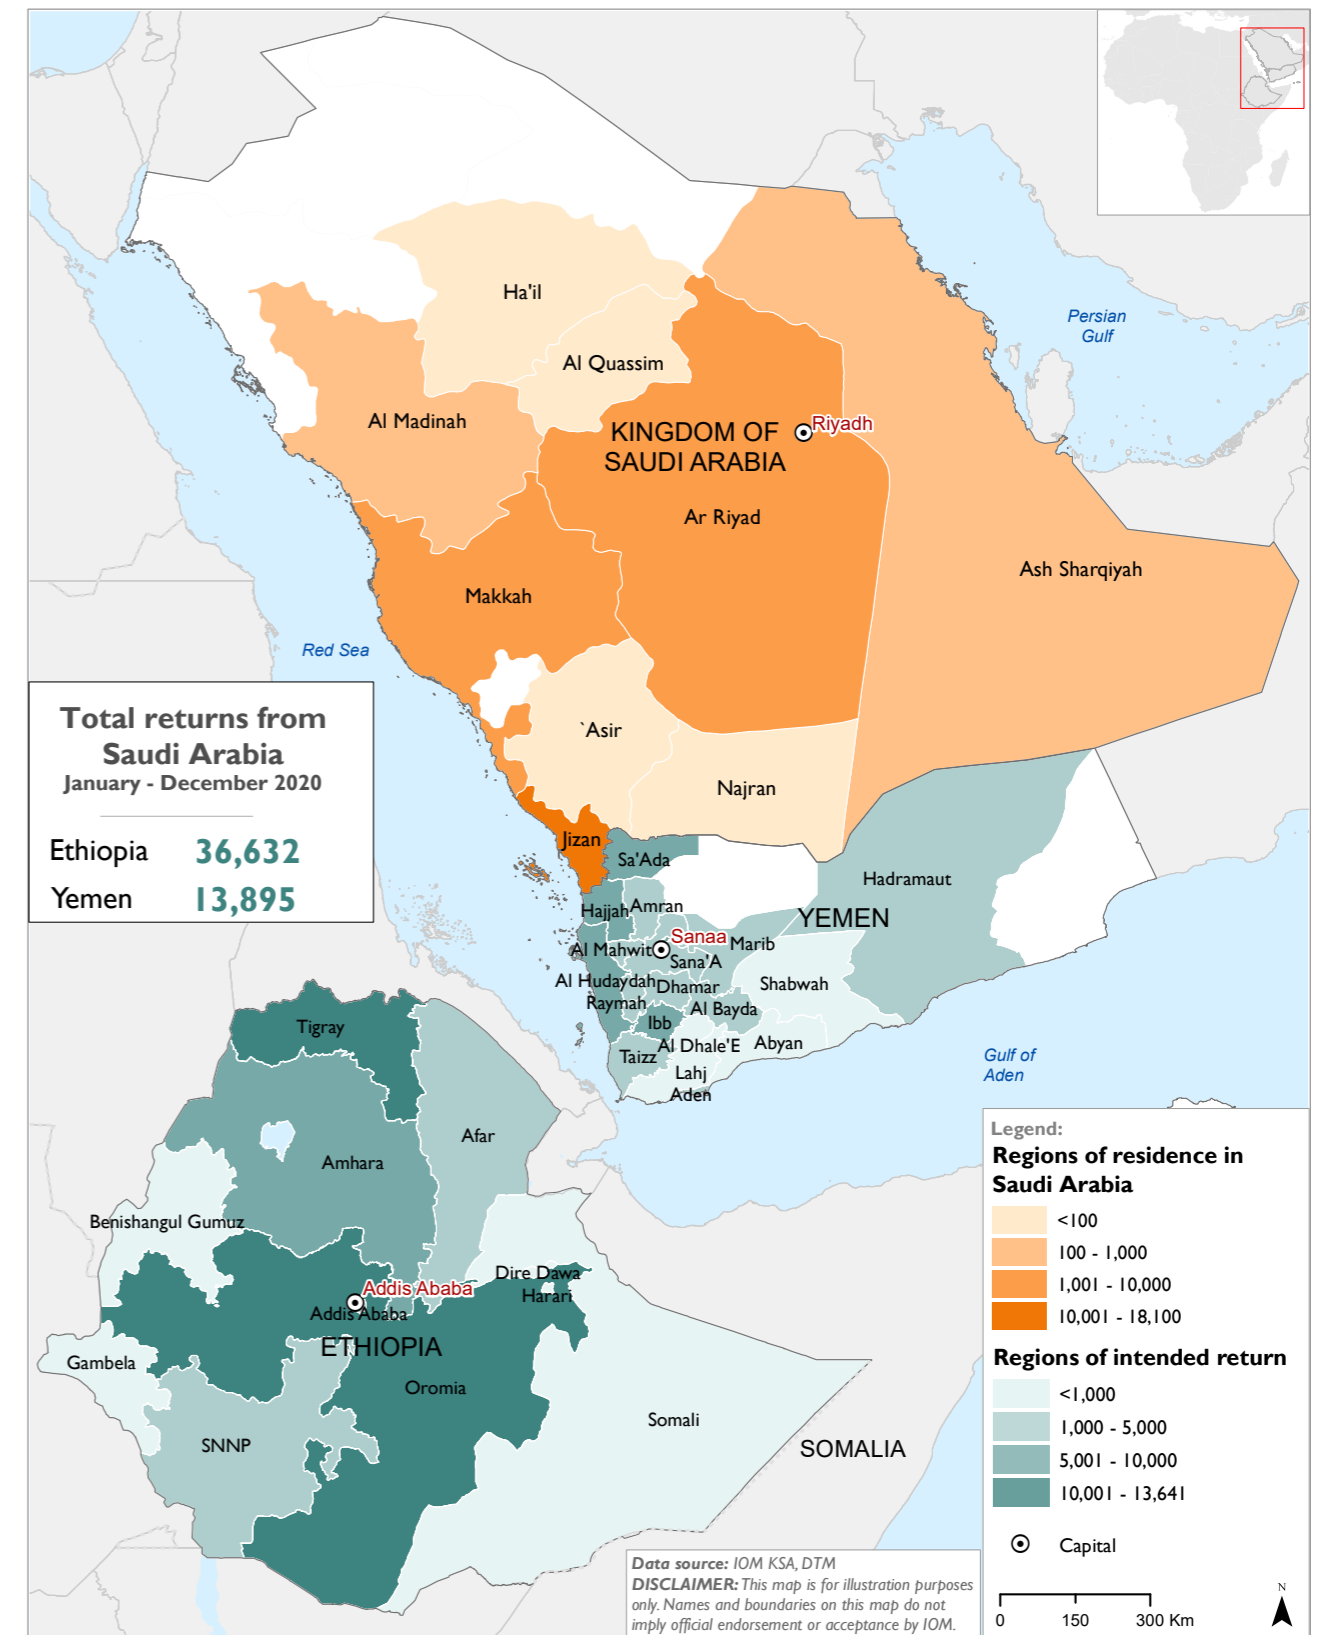 Ha'il
Al Quassim
Persian
Gulf
Al Madinah
KINGDOM OF
SAUDI ARABIA
Riyadh
Ar Riyad
Ash Sharqiyah
Makkah
Red Sea
Total returns from
Saudi Arabia
January - December 2020
Ethiopia 36,632
Yemen 13,895
`Asir
Najran
Jizan
Sa'Ada
Hadramaut
Hajjah
Amran
YEMEN
Sanaa
Al Mahwit
Marib
Sana'A
Al Hudaydah
Dhamar
Shabwah
Raymah
Al Bayda
Ibb
Taizz
Al Dhale'E
Abyan
Lahj
Aden
Gulf of
Aden
Tigray
Afar
Amhara
Benishangul Gumuz
Dire Dawa
Harari
Addis Ababa
Addis Ababa
ETHIOPIA
Gambela
Oromia
SNNP
Somali
SOMALIA
Legend:
Regions of residence in
Saudi Arabia
<100
100 - 1,000
1,001 - 10,000
10,001 - 18,100
Regions of intended return
<1,000
1,000 - 5,000
5,001 - 10,000
10,001 - 13,641
Capital
0 150 300 Km
N
Data source: IOM KSA, DTM
DISCLAIMER: This map is for illustration purposes
only. Names and boundaries on this map do not
imply official endorsement or acceptance by IOM.